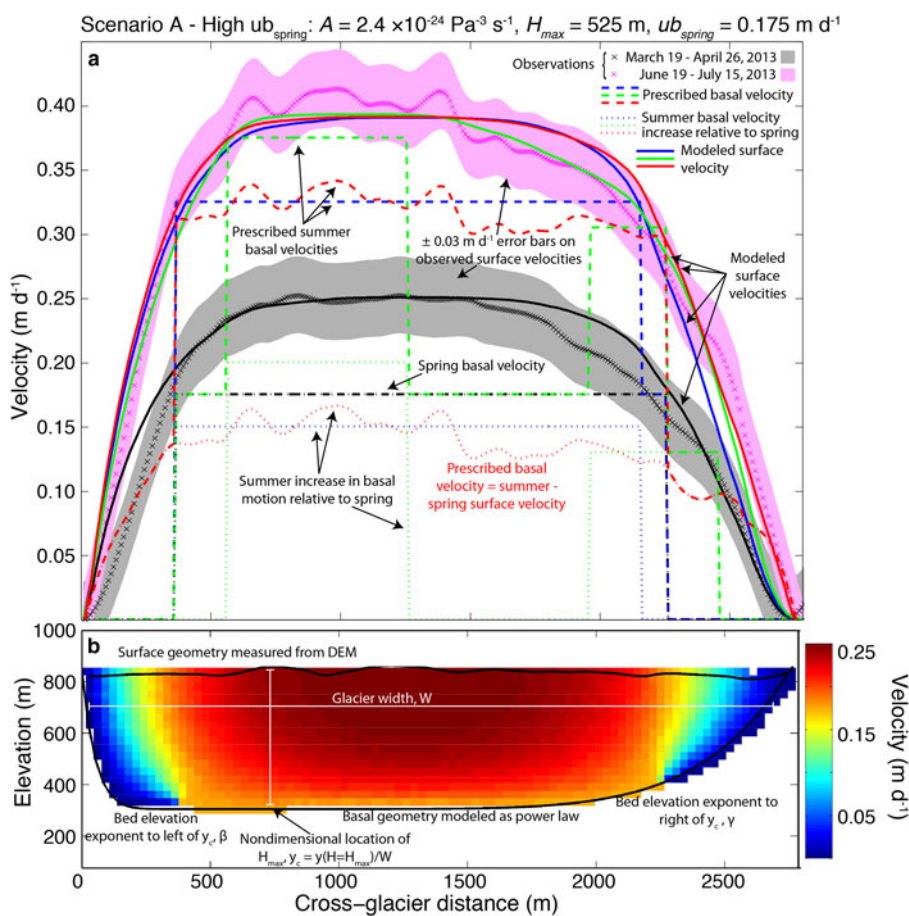 Scenario A - High ub_spring: A = 2.4 ×10^-24 Pa^-3 s^-1, H_max = 525 m, ub_spring = 0.175 m d^-1
a
Observations
March 19 - April 26, 2013
June 19 - July 15, 2013
Prescribed basal velocity
Summer basal velocity
increase relative to spring
Modeled surface
velocity
Velocity (m d^-1)
0.40
0.35
0.30
0.25
0.20
0.15
0.10
0.05
Prescribed summer
basal velocities
± 0.03 m d^-1 error bars on
observed surface velocities
Modeled
surface
velocities
Spring basal velocity
Summer increase in
basal motion
relative to spring
Prescribed basal
velocity = summer -
spring surface velocity
b
Elevation (m)
1000
800
600
400
200
Surface geometry measured from DEM
Glacier width, W
Bed elevation
exponent to left of y_c, β
Nondimensional location of
H_max, y_c = y(H=H_max)/W
Basal geometry modeled as power law
Bed elevation exponent to
right of y_c, γ
0
500
1000
1500
2000
2500
Cross-glacier distance (m)
0.25
0.15
0.05
Velocity (m d^-1)